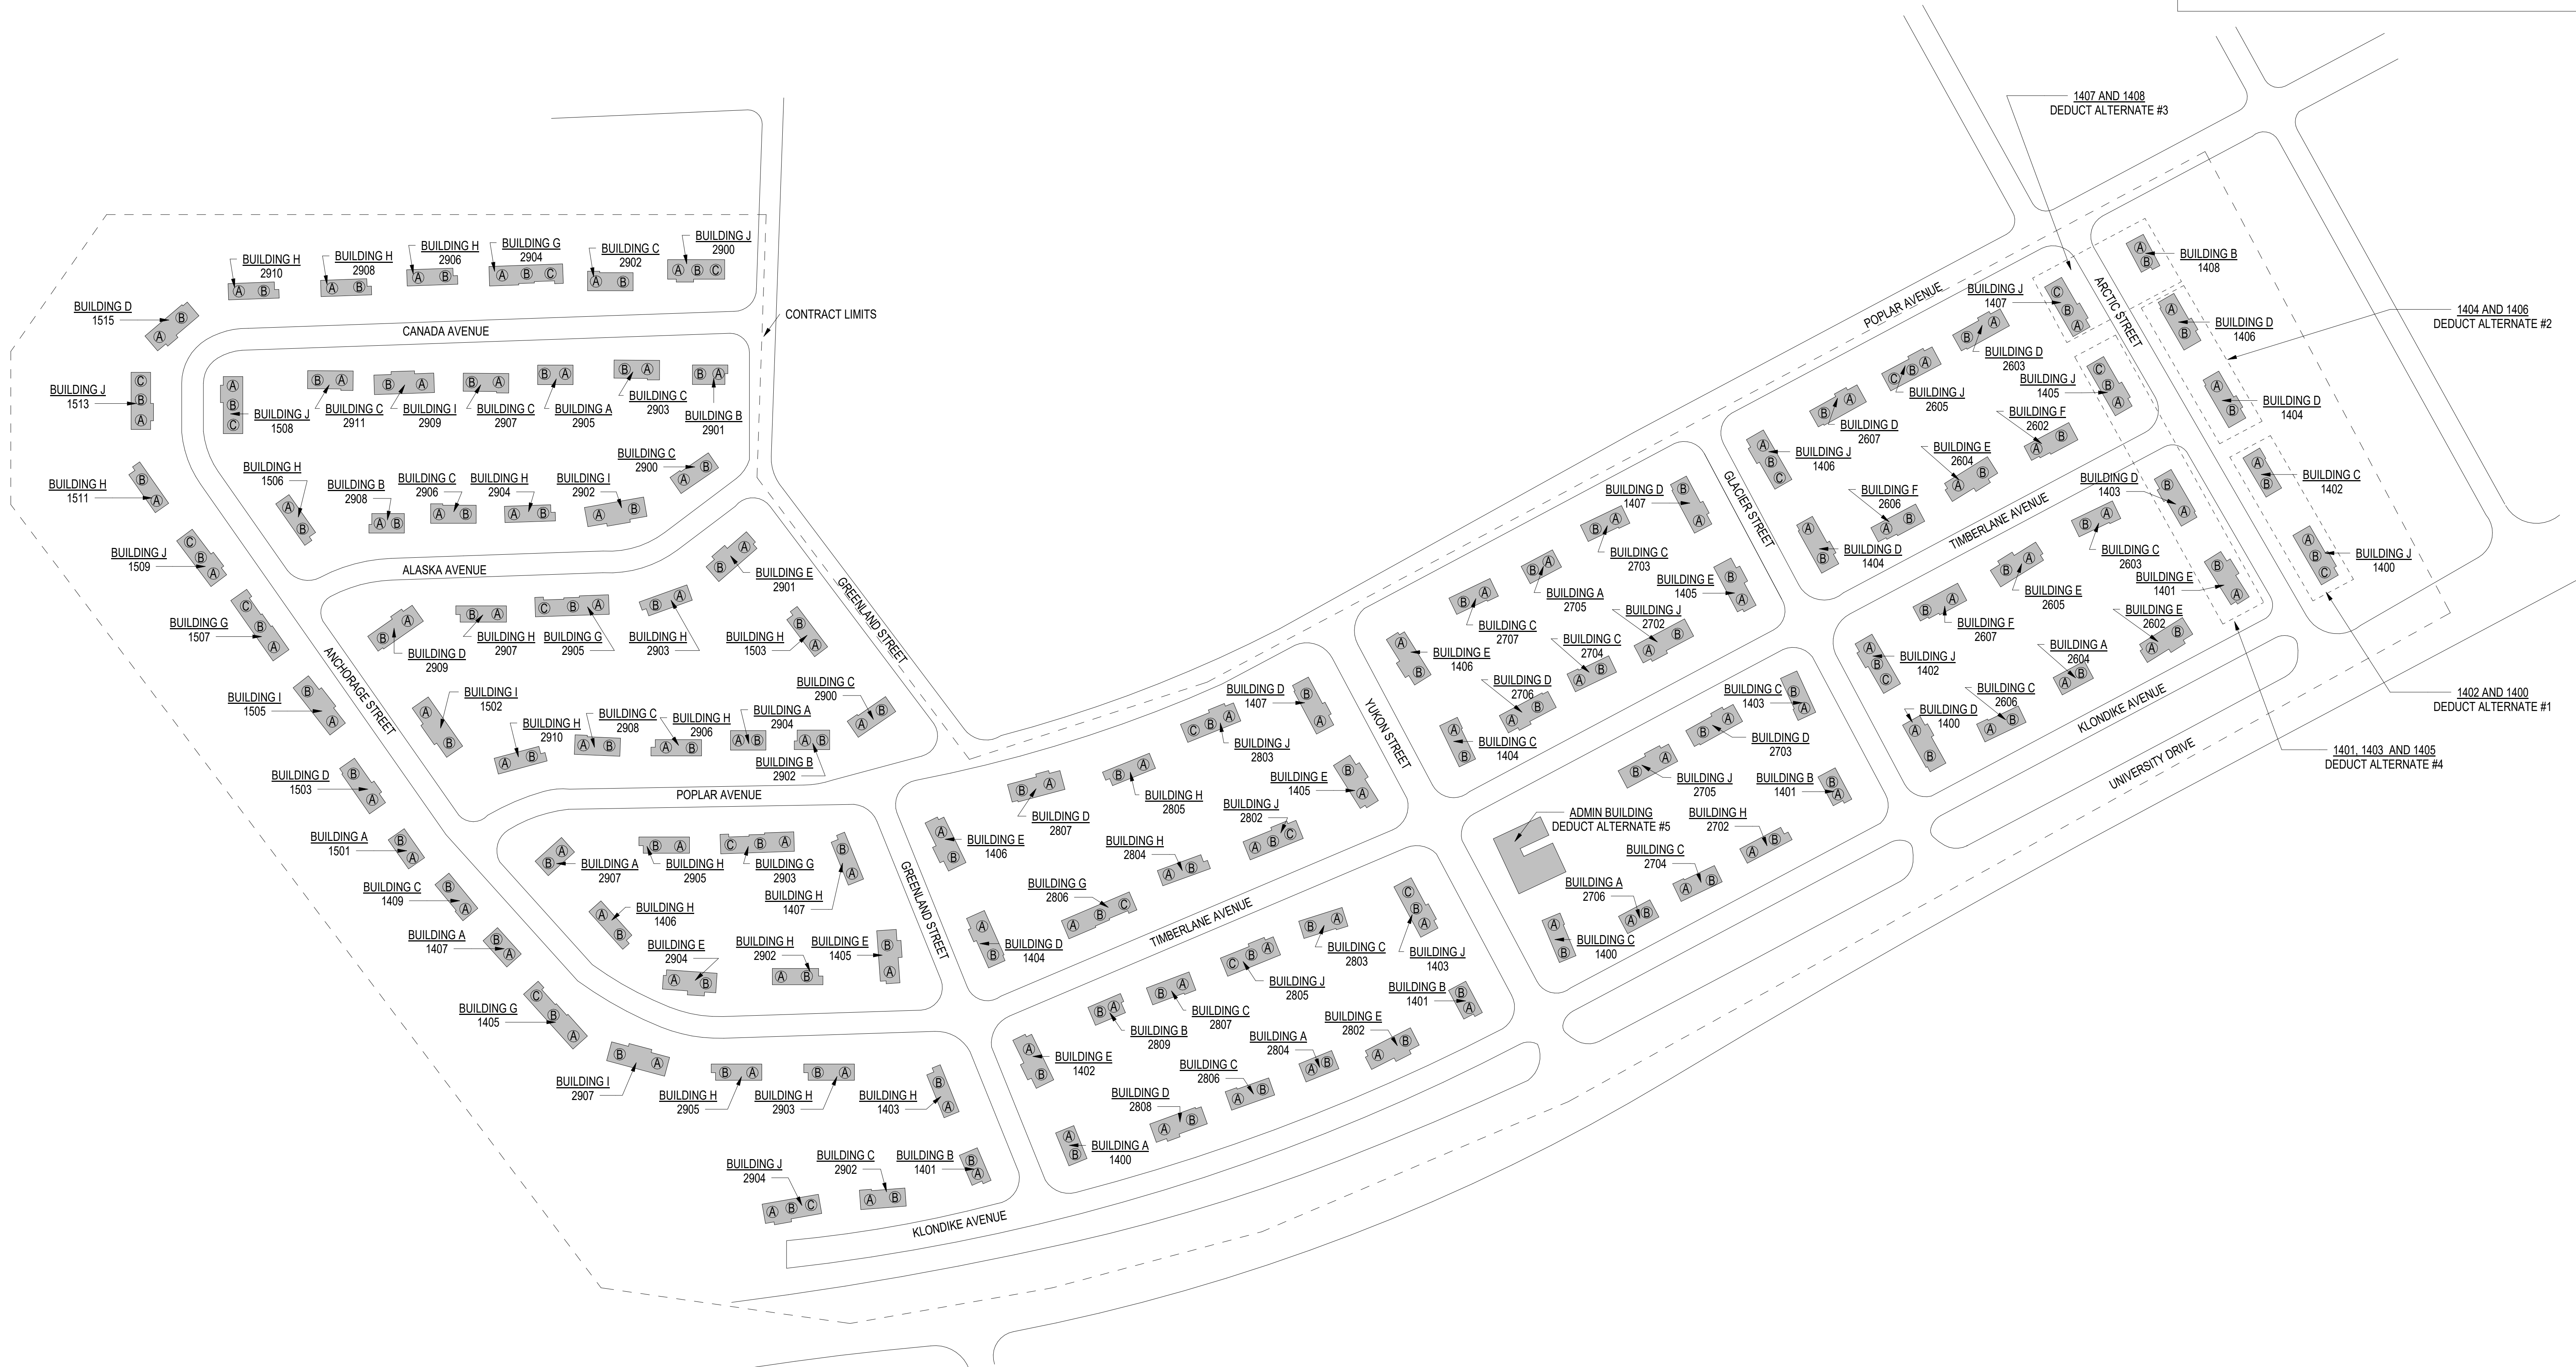 1407 AND 1408
DEDUCT ALTERNATE #3
BUILDING J
2900
BUILDING G
2904
BUILDING C
2902
BUILDING H
2906
BUILDING H
2908
BUILDING H
2910
A B
A B
A B
A B C
A B
A B C
BUILDING D
1515
B
A
CONTRACT LIMITS
CANADA AVENUE
BUILDING J
1513
C
B
A
A
B
C
BUILDING J
1508
B A
BUILDING C
2911
B A
BUILDING I
2909
B A
BUILDING C
2907
B A
BUILDING A
2905
B A
BUILDING C
2903
B A
BUILDING B
2901
BUILDING H
1511
B
A
BUILDING H
1506
A
B
BUILDING B
2908
A B
BUILDING C
2906
A B
BUILDING H
2904
A B
BUILDING I
2902
A B
BUILDING C
2900
A B
ALASKA AVENUE
BUILDING J
1509
C
B
A
BUILDING G
1507
C
B
A
BUILDING I
1505
B
A
ANCHORAGE STREET
B A
BUILDING D
2909
B A
BUILDING H
2907
C B A
BUILDING G
2905
B A
BUILDING H
2903
B A
BUILDING E
2901
BUILDING H
1503
B
A
GREENLAND STREET
A
B
BUILDING I
1502
BUILDING H
2910
A B
BUILDING C
2908
A B
BUILDING H
2906
A B
BUILDING A
2904
A B
A B
BUILDING B
2902
BUILDING C
2900
A B
POPLAR AVENUE
BUILDING D
1503
B
A
BUILDING A
1501
B
A
BUILDING C
1409
B
A
BUILDING A
1407
B
A
BUILDING G
1405
C
B
A
B A
BUILDING A
2907
B A
BUILDING H
2905
C B A
BUILDING G
2903
BUILDING H
1407
B
A
A
B
BUILDING H
1406
BUILDING E
2904
A B
BUILDING H
2902
A B
BUILDING E
1405
B
A
GREENLAND STREET
B A
BUILDING I
2907
B A
BUILDING H
2905
B A
BUILDING H
2903
BUILDING H
1403
B
A
BUILDING J
2904
A B C
BUILDING C
2902
A B
BUILDING B
1401
B
A
KLONDIKE AVENUE
A
B
BUILDING E
1406
B A
BUILDING D
2807
B A
BUILDING H
2805
C B A
BUILDING J
2803
BUILDING D
1407
B
A
BUILDING E
1405
B
A
BUILDING J
2802
A B C
BUILDING H
2804
A B
BUILDING G
2806
A B C
A
B
BUILDING D
1404
TIMBERLANE AVENUE
YUKON STREET
A
B
BUILDING E
1402
B A
BUILDING B
2809
B A
BUILDING C
2807
C B A
BUILDING J
2805
B A
BUILDING C
2803
C
B
A
BUILDING J
1403
BUILDING B
1401
B
A
BUILDING E
2802
A B
BUILDING A
2804
A B
BUILDING C
2806
A B
BUILDING D
2808
A B
A
B
BUILDING A
1400
A
B
BUILDING E
1406
B A
BUILDING C
2707
B A
BUILDING A
2705
B A
BUILDING C
2703
BUILDING D
1407
B
A
BUILDING E
1405
B
A
BUILDING J
2702
A B
BUILDING C
2704
A B
BUILDING D
2706
A B
A
B
BUILDING C
1404
GLACIER STREET
ADMIN BUILDING
DEDUCT ALTERNATE #5
B A
BUILDING J
2705
B A
BUILDING D
2703
BUILDING C
1403
B
A
BUILDING B
1401
B
A
BUILDING H
2702
A B
BUILDING C
2704
A B
BUILDING A
2706
A B
A
B
BUILDING C
1400
POPLAR AVENUE
A
B
C
BUILDING J
1406
B A
BUILDING D
2607
C B A
BUILDING J
2605
B A
BUILDING D
2603
BUILDING J
1407
C
B
A
BUILDING J
1405
C
B
A
BUILDING F
2602
A B
BUILDING E
2604
A B
BUILDING F
2606
A B
A
B
BUILDING D
1404
TIMBERLANE AVENUE
ARCTIC STREET
A
B
C
BUILDING J
1402
B A
BUILDING F
2607
B A
BUILDING E
2605
B A
BUILDING C
2603
BUILDING D
1403
B
A
BUILDING E
1401
B
A
BUILDING E
2602
A B
BUILDING A
2604
A B
BUILDING C
2606
A B
BUILDING D
1400
A
B
KLONDIKE AVENUE
UNIVERSITY DRIVE
A
B
BUILDING B
1408
A
B
BUILDING D
1406
A
B
BUILDING D
1404
A
B
BUILDING C
1402
A
B
C
BUILDING J
1400
1404 AND 1406
DEDUCT ALTERNATE #2
1402 AND 1400
DEDUCT ALTERNATE #1
1401, 1403 AND 1405
DEDUCT ALTERNATE #4